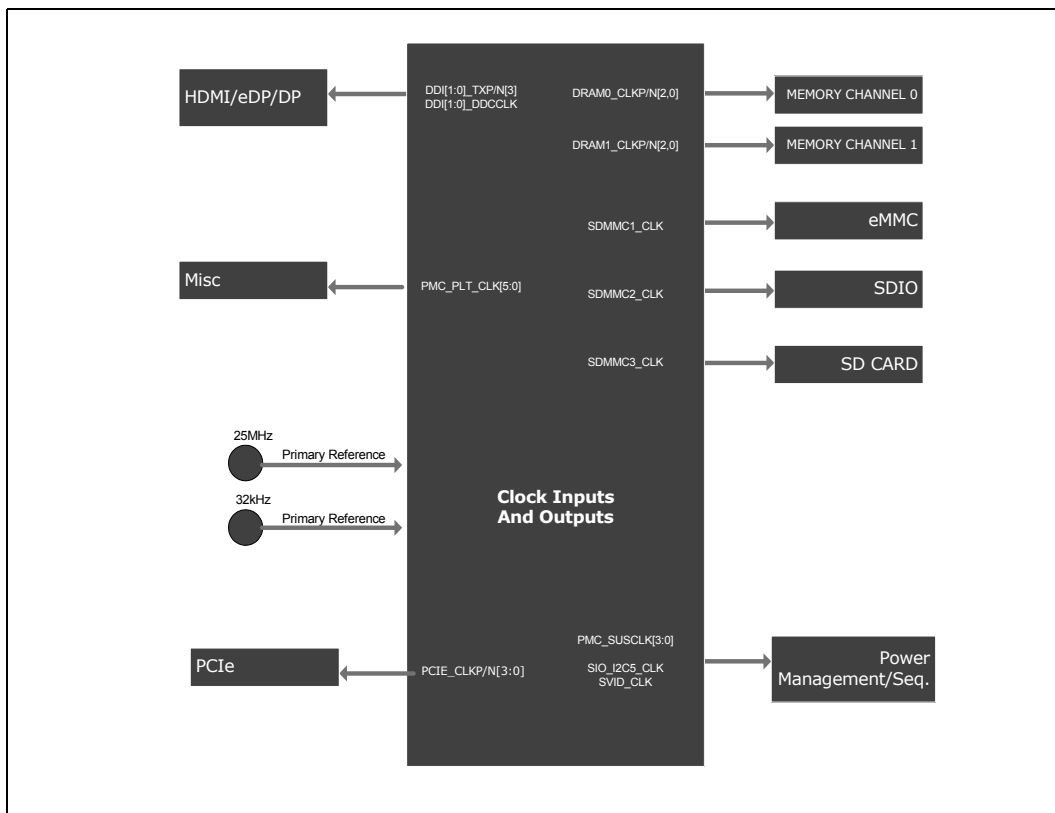 HDMI/eDP/DP
DDI[1:0]_TXP/N[3]
DDI[1:0]_DDCCLK
DRAM0_CLKP/N[2,0]
MEMORY CHANNEL 0
DRAM1_CLKP/N[2,0]
MEMORY CHANNEL 1
SDMMC1_CLK
eMMC
Misc
PMC_PLT_CLK[5:0]
SDMMC2_CLK
SDIO
SDMMC3_CLK
SD CARD
25MHz
Primary Reference
32kHz
Primary Reference
Clock Inputs
And Outputs
PCIe
PCIE_CLKP/N[3:0]
PMC_SUSCLK[3:0]
SIO_I2C5_CLK
SVID_CLK
Power
Management/Seq.